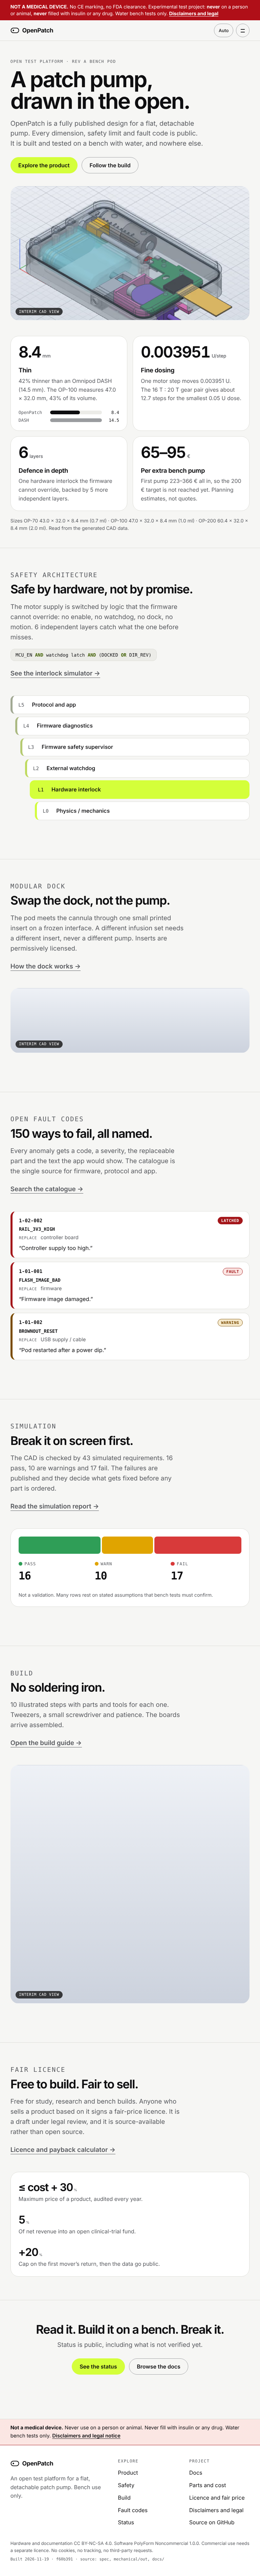 NOT A MEDICAL DEVICE. No CE marking, no FDA clearance. Experimental test project: never on a person
or animal, never filled with insulin or any drug. Water bench tests only. Disclaimers and legal
OpenPatch
Auto
OPEN TEST PLATFORM · REV A BENCH POD
A patch pump,
drawn in the open.
OpenPatch is a fully published design for a flat, detachable
pump. Every dimension, safety limit and fault code is public.
It is built and tested on a bench with water, and nowhere else.
Explore the product
Follow the build
INTERIM CAD VIEW
8.4 mm
Thin
42% thinner than an Omnipod DASH
(14.5 mm). The OP-100 measures 47.0
× 32.0 mm, 43% of its volume.
OpenPatch 8.4
DASH 14.5
0.003951 U/step
Fine dosing
One motor step moves 0.003951 U.
The 16 T : 20 T gear pair gives about
12.7 steps for the smallest 0.05 U dose.
6 layers
Defence in depth
One hardware interlock the firmware
cannot override, backed by 5 more
independent layers.
65–95 €
Per extra bench pump
First pump 223–366 € all in, so the 200
€ target is not reached yet. Planning
estimates, not quotes.
Sizes OP-70 43.0 × 32.0 × 8.4 mm (0.7 ml) · OP-100 47.0 × 32.0 × 8.4 mm (1.0 ml) · OP-200 60.4 × 32.0 ×
8.4 mm (2.0 ml). Read from the generated CAD data.
SAFETY ARCHITECTURE
Safe by hardware, not by promise.
The motor supply is switched by logic that the firmware
cannot override: no enable, no watchdog, no dock, no
motion. 6 independent layers catch what the one before
misses.
MCU_EN AND watchdog latch AND (DOCKED OR DIR_REV)
See the interlock simulator →
L5 Protocol and app
L4 Firmware diagnostics
L3 Firmware safety supervisor
L2 External watchdog
L1 Hardware interlock
L0 Physics / mechanics
MODULAR DOCK
Swap the dock, not the pump.
The pod meets the cannula through one small printed
insert on a frozen interface. A different infusion set needs
a different insert, never a different pump. Inserts are
permissively licensed.
How the dock works →
INTERIM CAD VIEW
OPEN FAULT CODES
150 ways to fail, all named.
Every anomaly gets a code, a severity, the replaceable
part and the text the app would show. The catalogue is
the single source for firmware, protocol and app.
Search the catalogue →
1-02-002 LATCHED
RAIL_3V3_HIGH
REPLACE controller board
“Controller supply too high.”
1-01-001 FAULT
FLASH_IMAGE_BAD
REPLACE firmware
“Firmware image damaged.”
1-01-002 WARNING
BROWNOUT_RESET
REPLACE USB supply / cable
“Pod restarted after a power dip.”
SIMULATION
Break it on screen first.
The CAD is checked by 43 simulated requirements. 16
pass, 10 are warnings and 17 fail. The failures are
published and they decide what gets fixed before any
part is ordered.
Read the simulation report →
PASS WARN FAIL
16 10 17
Not a validation. Many rows rest on stated assumptions that bench tests must confirm.
BUILD
No soldering iron.
10 illustrated steps with parts and tools for each one.
Tweezers, a small screwdriver and patience. The boards
arrive assembled.
Open the build guide →
INTERIM CAD VIEW
FAIR LICENCE
Free to build. Fair to sell.
Free for study, research and bench builds. Anyone who
sells a product based on it signs a fair-price licence. It is
a draft under legal review, and it is source-available
rather than open source.
Licence and payback calculator →
≤ cost + 30 %
Maximum price of a product, audited every year.
5 %
Of net revenue into an open clinical-trial fund.
+20 %
Cap on the first mover’s return, then the data go public.
Read it. Build it on a bench. Break it.
Status is public, including what is not verified yet.
See the status
Browse the docs
Not a medical device. Never use on a person or animal. Never fill with insulin or any drug. Water
bench tests only. Disclaimers and legal notice
OpenPatch
An open test platform for a flat,
detachable patch pump. Bench use
only.
EXPLORE
Product
Safety
Build
Fault codes
Status
PROJECT
Docs
Parts and cost
Licence and fair price
Disclaimers and legal
Source on GitHub
Hardware and documentation CC BY-NC-SA 4.0. Software PolyForm Noncommercial 1.0.0. Commercial use needs
a separate licence. No cookies, no tracking, no third-party requests.